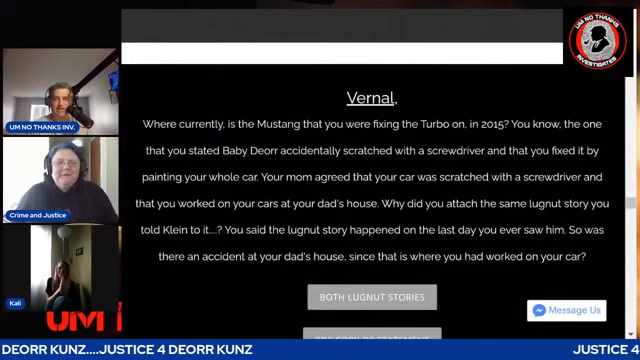 UM NO THANKS
INVESTIGATES
Vernal,
Where currently, is the Mustang that you were fixing the Turbo on, in 2015? You know, the one
that you stated Baby Deorr accidentally scratched with a screwdriver and that you fixed it by
painting your whole car. Your mom agreed that your car was scratched with a screwdriver and
that you worked on your cars at your dad's house. Why did you attach the same lugnut story you
told Klein to it....? You said the lugnut story happened on the last day you ever saw him. So was
there an accident at your dad's house, since that is where you had worked on your car?
UM NO THANKS INV.
Crime and Justice
Kali
BOTH LUGNUT STORIES
Message Us
UM
DEORR KUNZ....JUSTICE 4 DEORR KUNZ
JUSTICE 4